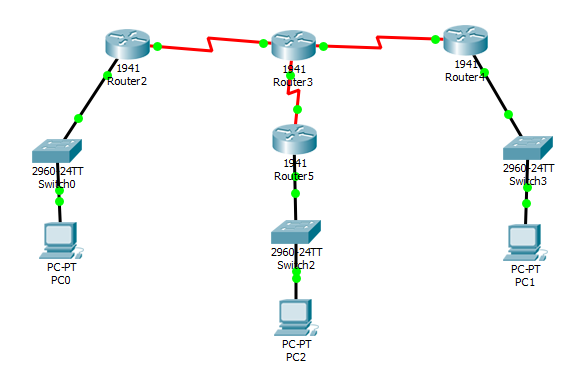 1941
Router2
1941
Router3
1941
Router4
1941
Router5
2960-24TT
Switch0
2960-24TT
Switch3
2960-24TT
Switch2
PC-PT
PC0
PC-PT
PC1
PC-PT
PC2